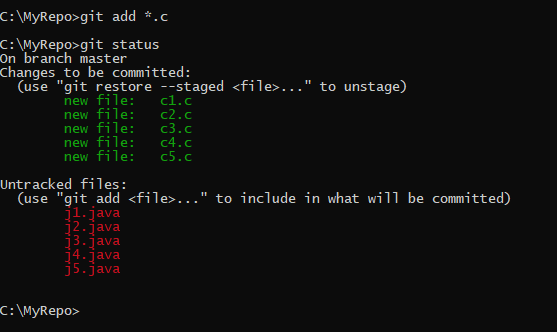 C:\MyRepo>git add *.c
C:\MyRepo>git status
On branch master
Changes to be committed:
  (use "git restore --staged <file>..." to unstage)
        new file:   c1.c
        new file:   c2.c
        new file:   c3.c
        new file:   c4.c
        new file:   c5.c
Untracked files:
  (use "git add <file>..." to include in what will be committed)
        j1.java
        j2.java
        j3.java
        j4.java
        j5.java
C:\MyRepo>